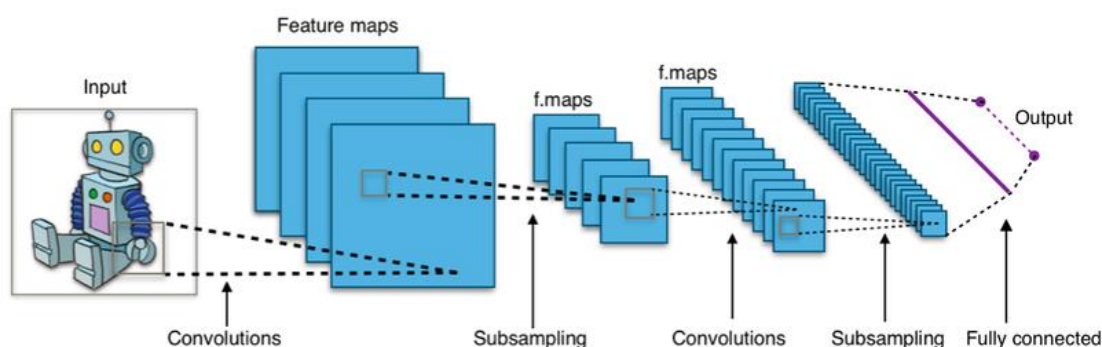 Feature maps
Input
f.maps
f.maps
Output
Convolutions
Subsampling
Convolutions
Subsampling
Fully connected